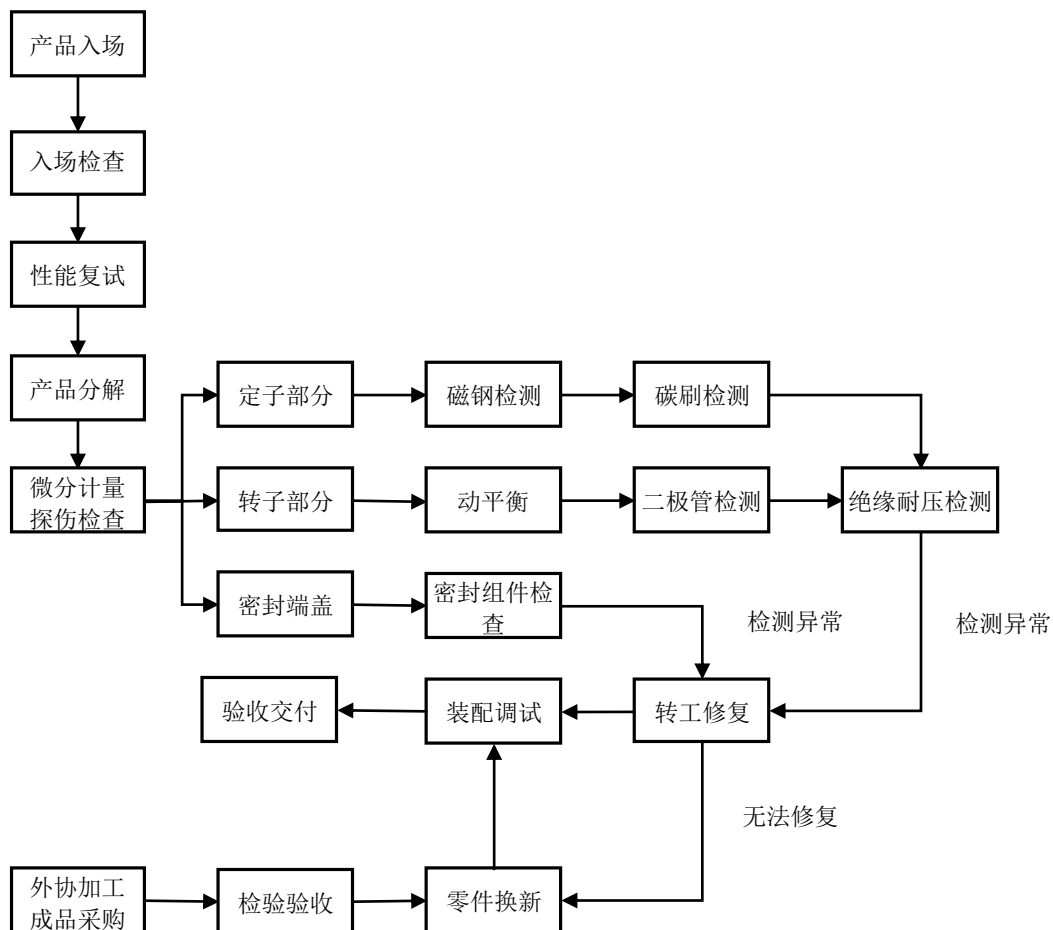 产品入场
入场检查
性能复试
产品分解
定子部分
磁钢检测
碳刷检测
微分计量
探伤检查
转子部分
动平衡
二极管检测
绝缘耐压检测
密封端盖
密封组件检
查
检测异常
检测异常
验收交付
装配调试
转工修复
无法修复
外协加工
成品采购
检验验收
零件换新